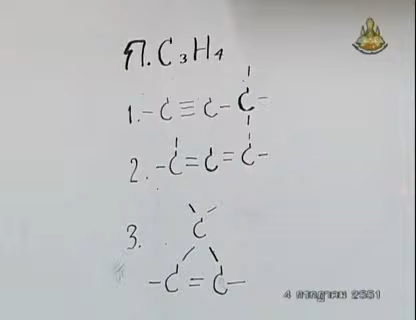 ก. C₃H₄
1. -C≡C-C-
2. -C=C=C-
3. C
-C=C-
4 กรกฎาคม 2551